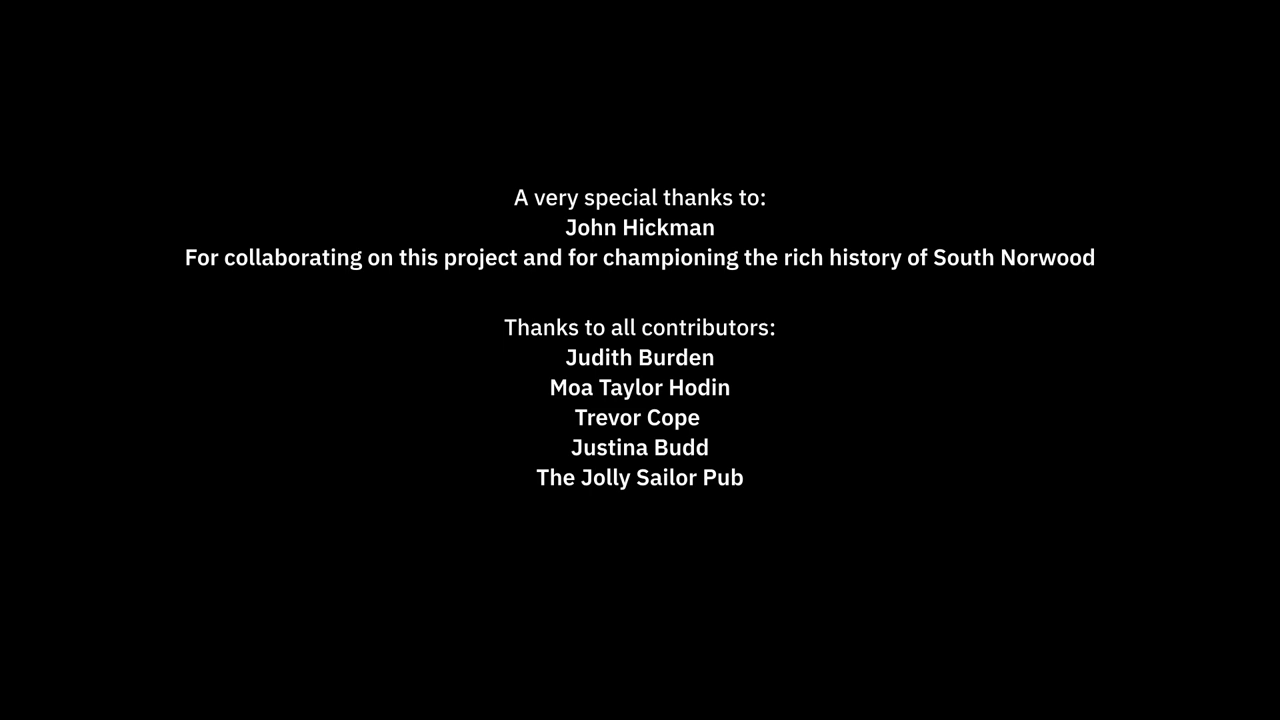 A very special thanks to:
John Hickman
For collaborating on this project and for championing the rich history of South Norwood
Thanks to all contributors:
Judith Burden
Moa Taylor Hodin
Trevor Cope
Justina Budd
The Jolly Sailor Pub